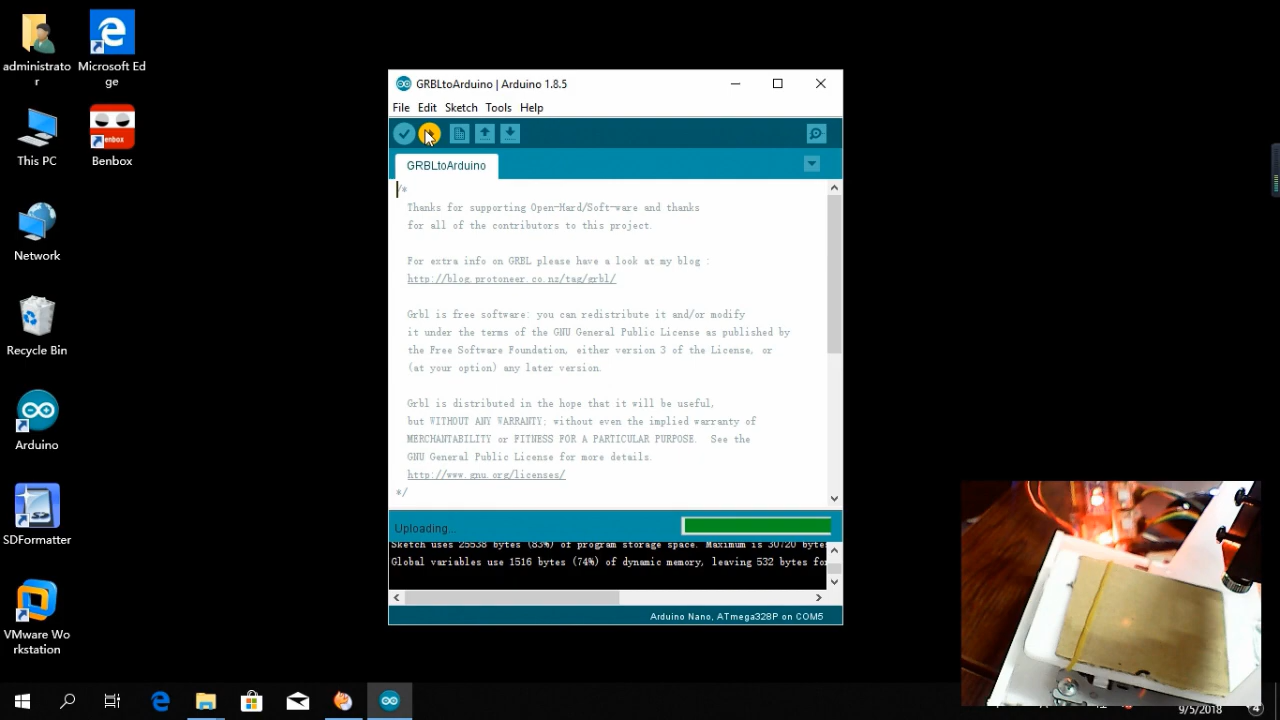 administrato
r
Microsoft Ed
ge
This PC
enbox
Benbox
Network
Recycle Bin
Arduino
SDFormatter
VMware Wo
rkstation
GRBLtoArduino | Arduino 1.8.5
File Edit Sketch Tools Help
GRBLtoArduino
/*
Thanks for supporting Open-Hard/Soft-ware and thanks
for all of the contributors to this project.
For extra info on GRBL please have a look at my blog :
http://blog.protoneer.co.nz/tag/grbl/
Grbl is free software: you can redistribute it and/or modify
it under the terms of the GNU General Public License as published by
the Free Software Foundation, either version 3 of the License, or
(at your option) any later version.
Grbl is distributed in the hope that it will be useful,
but WITHOUT ANY WARRANTY; without even the implied warranty of
MERCHANTABILITY or FITNESS FOR A PARTICULAR PURPOSE. See the
GNU General Public License for more details.
http://www.gnu.org/licenses/
*/
Uploading...
Sketch uses 25538 bytes (83%) of program storage space. Maximum is 30720 byte
Global variables use 1516 bytes (74%) of dynamic memory, leaving 532 bytes fo
Arduino Nano, ATmega328P on COM5
9/5/2018